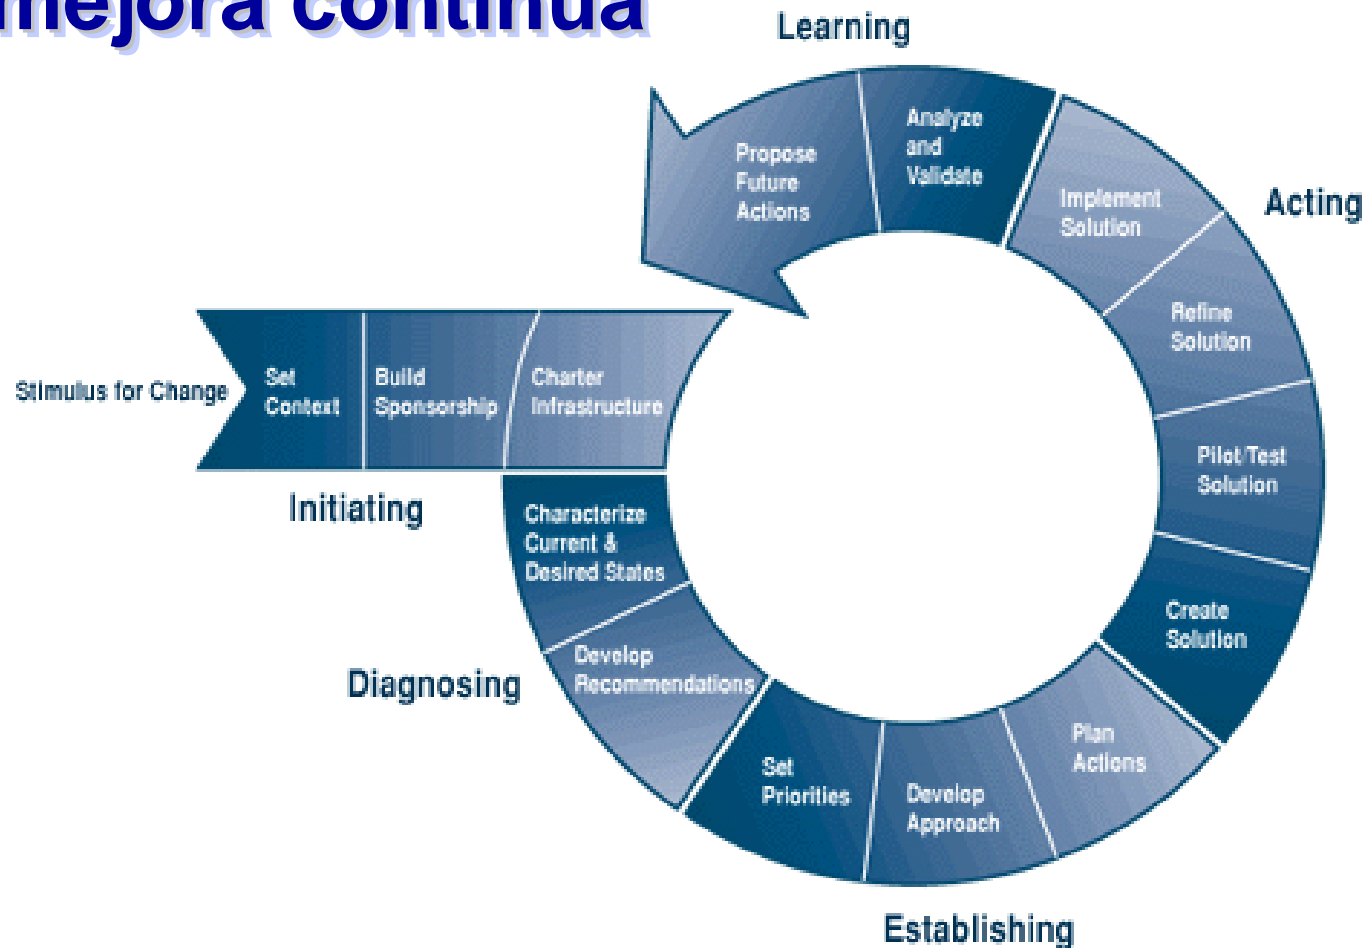 mejora continua
Learning
Analyze
and
Validate
Propose
Future
Actions
Implement
Solution
Acting
Refine
Solution
Stimulus for Change
Set
Context
Build
Sponsorship
Charter
Infrastructure
Pilot/Test
Solution
Initiating
Characterize
Current &
Desired States
Create
Solution
Develop
Recommendations
Diagnosing
Plan
Actions
Set
Priorities
Develop
Approach
Establishing